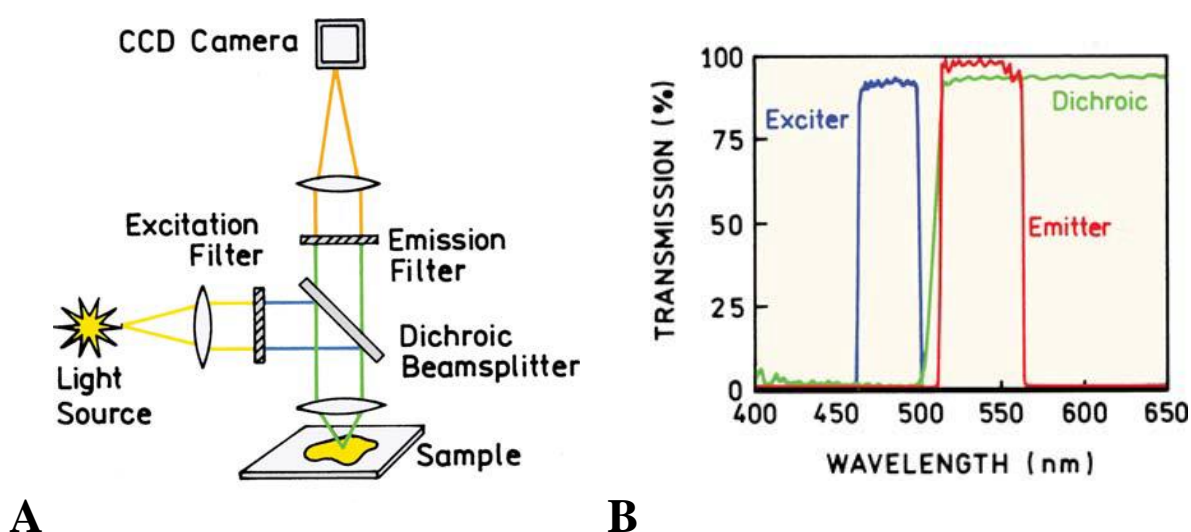 CCD Camera
Excitation
Filter
Emission
Filter
Light
Source
Dichroic
Beamsplitter
Sample
A
TRANSMISSION (%)
100
75
50
25
0
Exciter
Dichroic
Emitter
400
450
500
550
600
650
WAVELENGTH (nm)
B